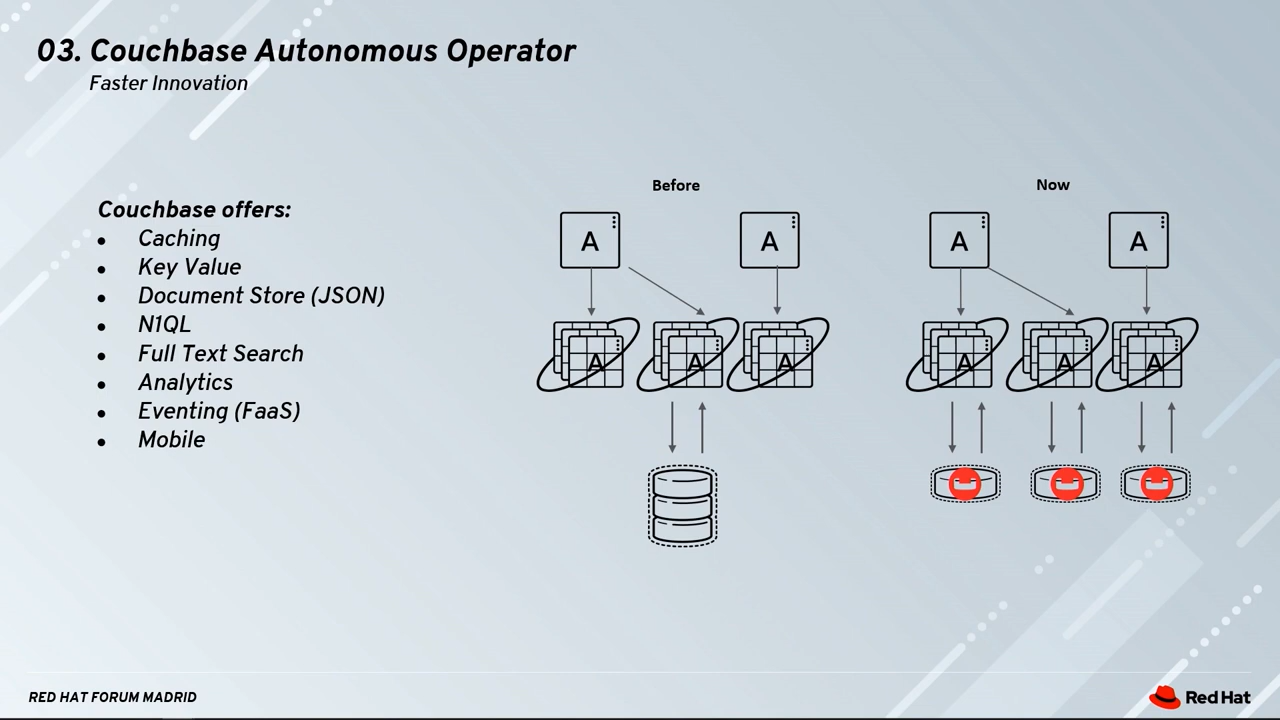 03. Couchbase Autonomous Operator
Faster Innovation
Couchbase offers:
• Caching
• Key Value
• Document Store (JSON)
• N1QL
• Full Text Search
• Analytics
• Eventing (FaaS)
• Mobile
Before
A
A
A
A
A
Now
A
A
A
A
A
RED HAT FORUM MADRID
Red Hat